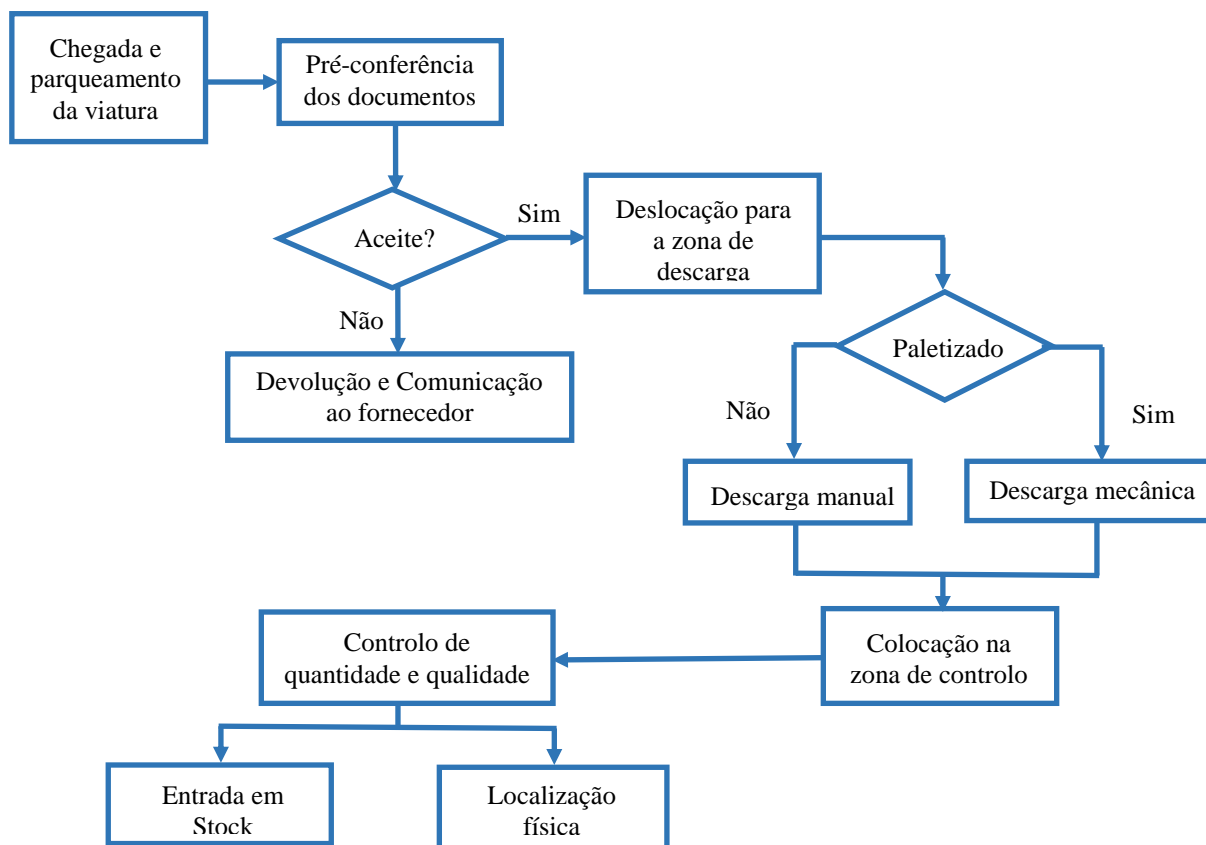 Chegada e
parqueamento
da viatura
Pré-conferência
dos documentos
Aceite?
Sim
Deslocação para
a zona de
descarga
Não
Devolução e Comunicação
ao fornecedor
Paletizado
Não
Sim
Descarga manual
Descarga mecânica
Colocação na
zona de controlo
Controlo de
quantidade e qualidade
Entrada em
Stock
Localização
física